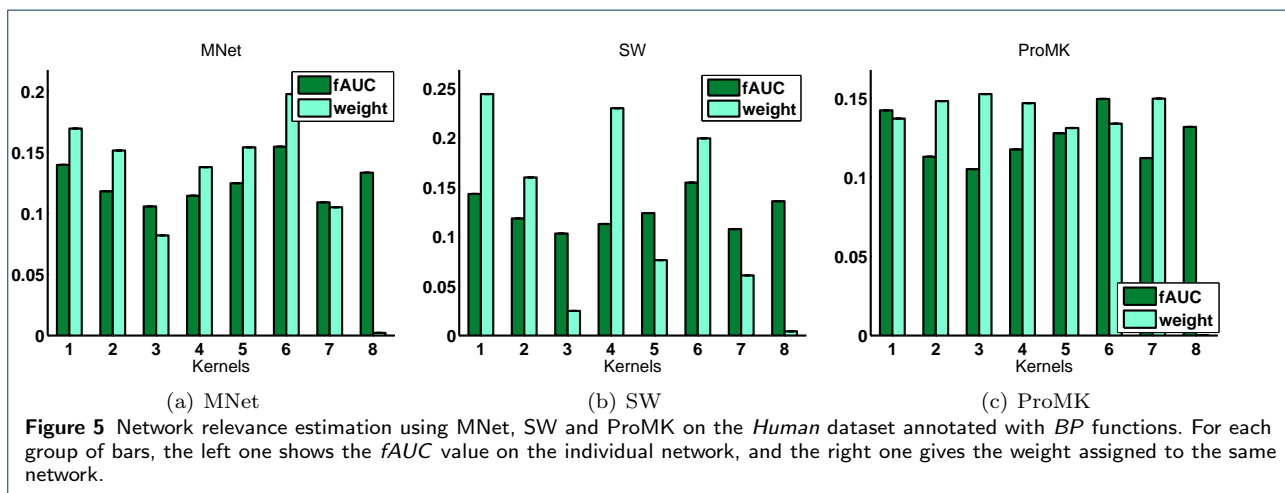 MNet
fAUC
weight
0.2
0.15
0.1
0.05
0
1 2 3 4 5 6 7 8
Kernels
(a) MNet
SW
fAUC
weight
0.25
0.2
0.15
0.1
0.05
0
1 2 3 4 5 6 7 8
Kernels
(b) SW
ProMK
0.15
0.1
0.05
0
fAUC
weight
1 2 3 4 5 6 7 8
Kernels
(c) ProMK
Figure 5 Network relevance estimation using MNet, SW and ProMK on the Human dataset annotated with BP functions. For each
group of bars, the left one shows the fAUC value on the individual network, and the right one gives the weight assigned to the same
network.